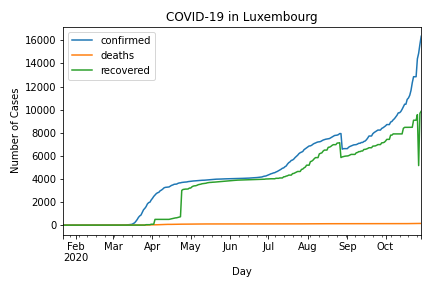 COVID-19 in Luxembourg
confirmed
deaths
recovered
16000
14000
12000
10000
8000
6000
4000
2000
0
Number of Cases
Feb Mar Apr May Jun Jul Aug Sep Oct
2020
Day